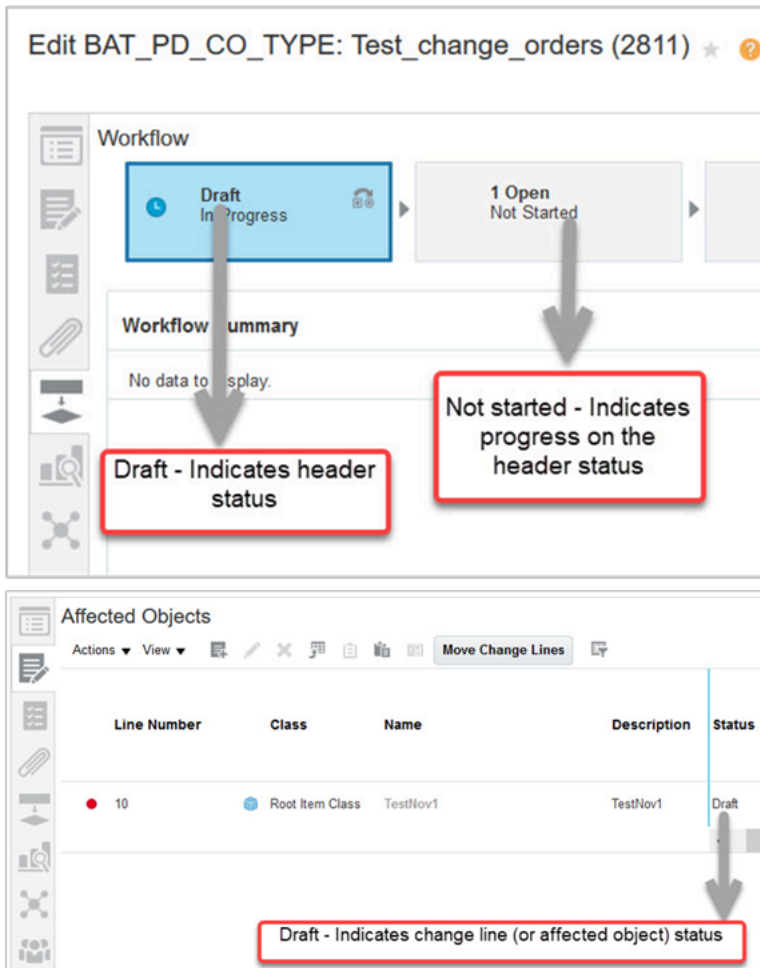 Edit BAT_PD_CO_TYPE: Test_change_orders (2811)
Workflow
Draft
In Progress
1 Open
Not Started
Workflow Summary
No data to display.
Draft - Indicates header
status
Not started - Indicates
progress on the
header status
Affected Objects
Actions View Move Change Lines
Line Number Class Name Description Status
10 Root Item Class TestNov1 TestNov1 Draft
Draft - Indicates change line (or affected object) status